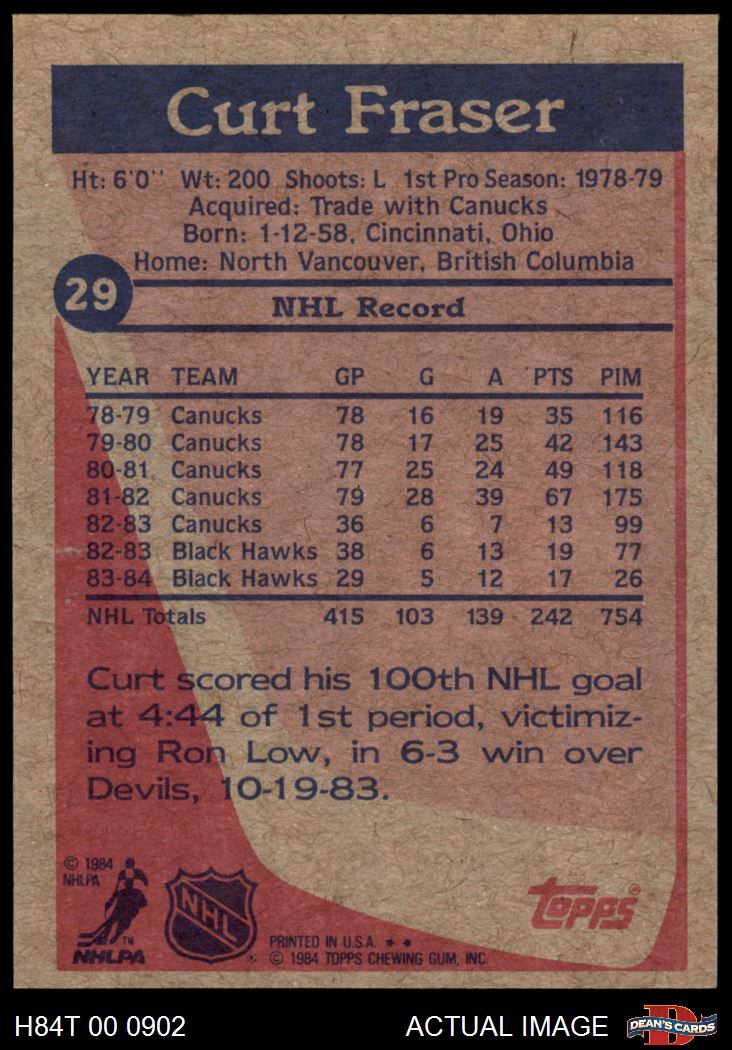 Curt Fraser
Ht: 6'0'' Wt: 200 Shoots: L 1st Pro Season: 1978-79
Acquired: Trade with Canucks
Born: 1-12-58, Cincinnati, Ohio
Home: North Vancouver, British Columbia
29
NHL Record
YEAR TEAM GP G A PTS PIM
78-79 Canucks 78 16 19 35 116
79-80 Canucks 78 17 25 42 143
80-81 Canucks 77 25 24 49 118
81-82 Canucks 79 28 39 67 175
82-83 Canucks 36 6 7 13 99
82-83 Black Hawks 38 6 13 19 77
83-84 Black Hawks 29 5 12 17 26
NHL Totals 415 103 139 242 754
Curt scored his 100th NHL goal
at 4:44 of 1st period, victimiz-
ing Ron Low, in 6-3 win over
Devils, 10-19-83.
© 1984
NHLPA
TM
NHLPA
NHL
®
TOPPS®
PRINTED IN U.S.A. * *
© 1984 TOPPS CHEWING GUM, INC.
H84T 00 0902
ACTUAL IMAGE
D
DEAN'S CARDS